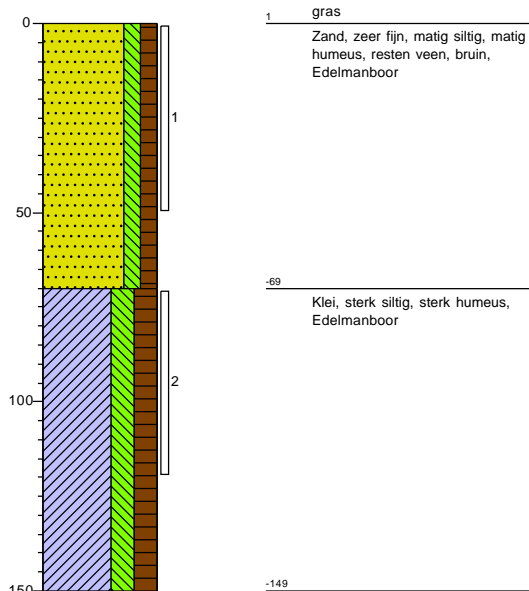 0
1 gras
Zand, zeer fijn, matig siltig, matig
humeus, resten veen, bruin,
Edelmanboor
1
50
-69
Klei, sterk siltig, sterk humeus,
Edelmanboor
2
100
-149
150